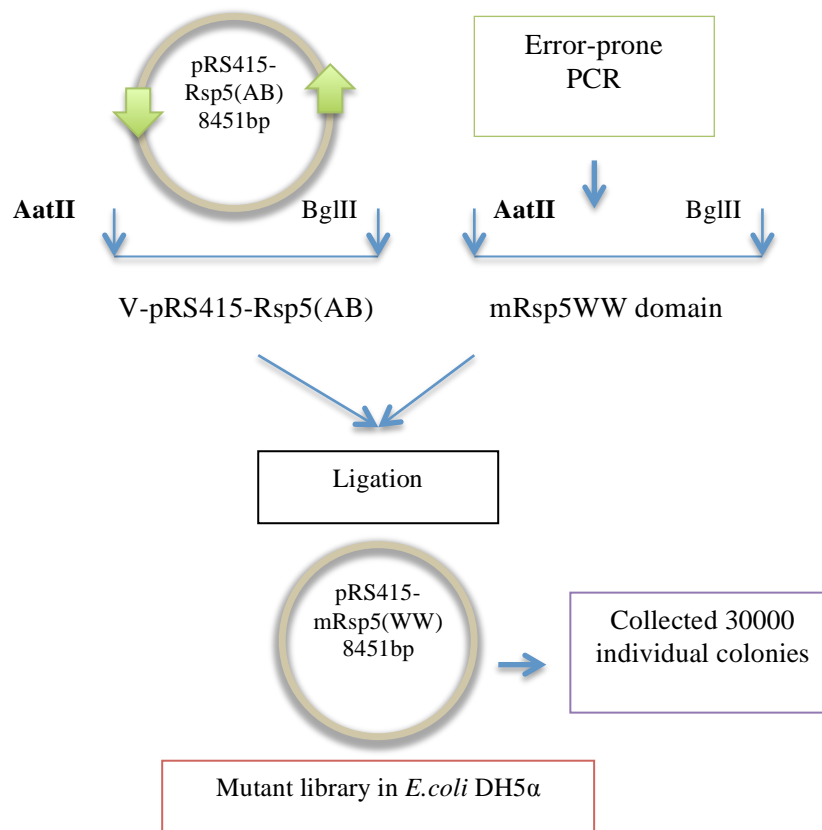 pRS415-
Rsp5(AB)
8451bp
Error-prone
PCR
AatII
BglII
AatII
BglII
V-pRS415-Rsp5(AB)
mRsp5WW domain
Ligation
pRS415-
mRsp5(WW)
8451bp
Collected 30000
individual colonies
Mutant library in E.coli DH5α